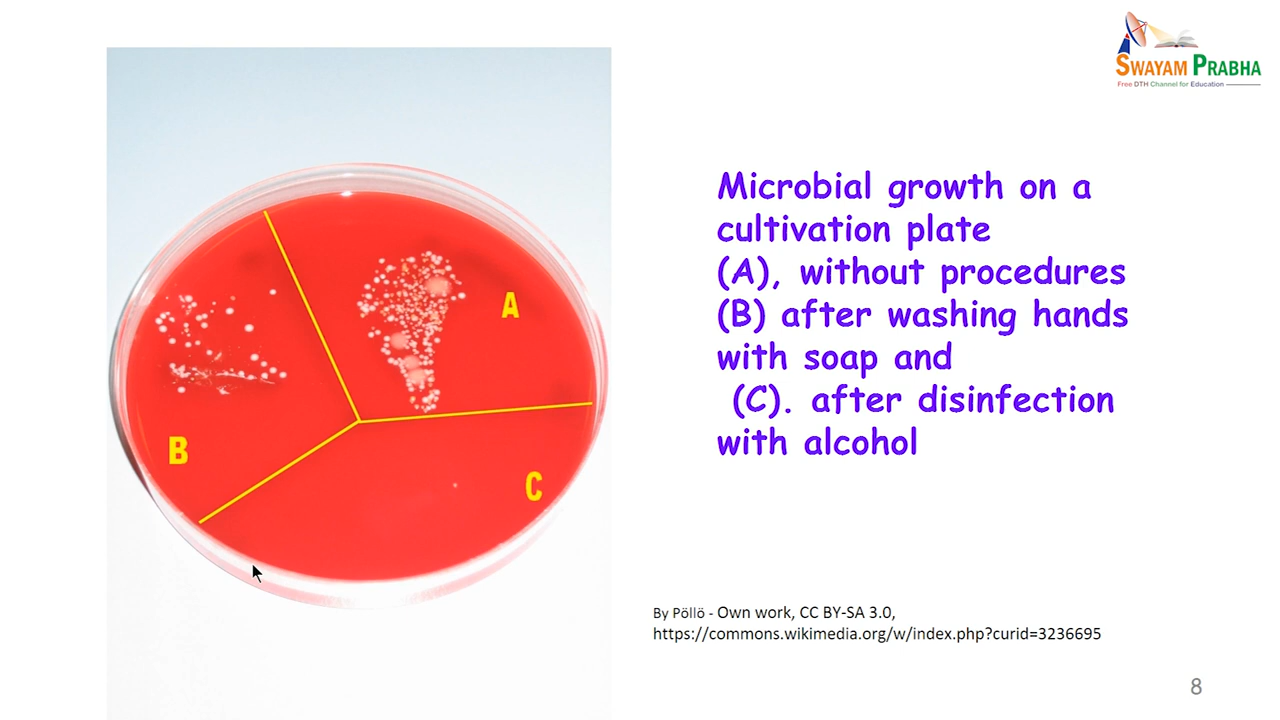 SWAYAM PRABHA
Free DTH Channel for Education
Microbial growth on a
cultivation plate
(A), without procedures
(B) after washing hands
with soap and
(C). after disinfection
with alcohol
A
B
C
By Pöllö - Own work, CC BY-SA 3.0,
https://commons.wikimedia.org/w/index.php?curid=3236695
8